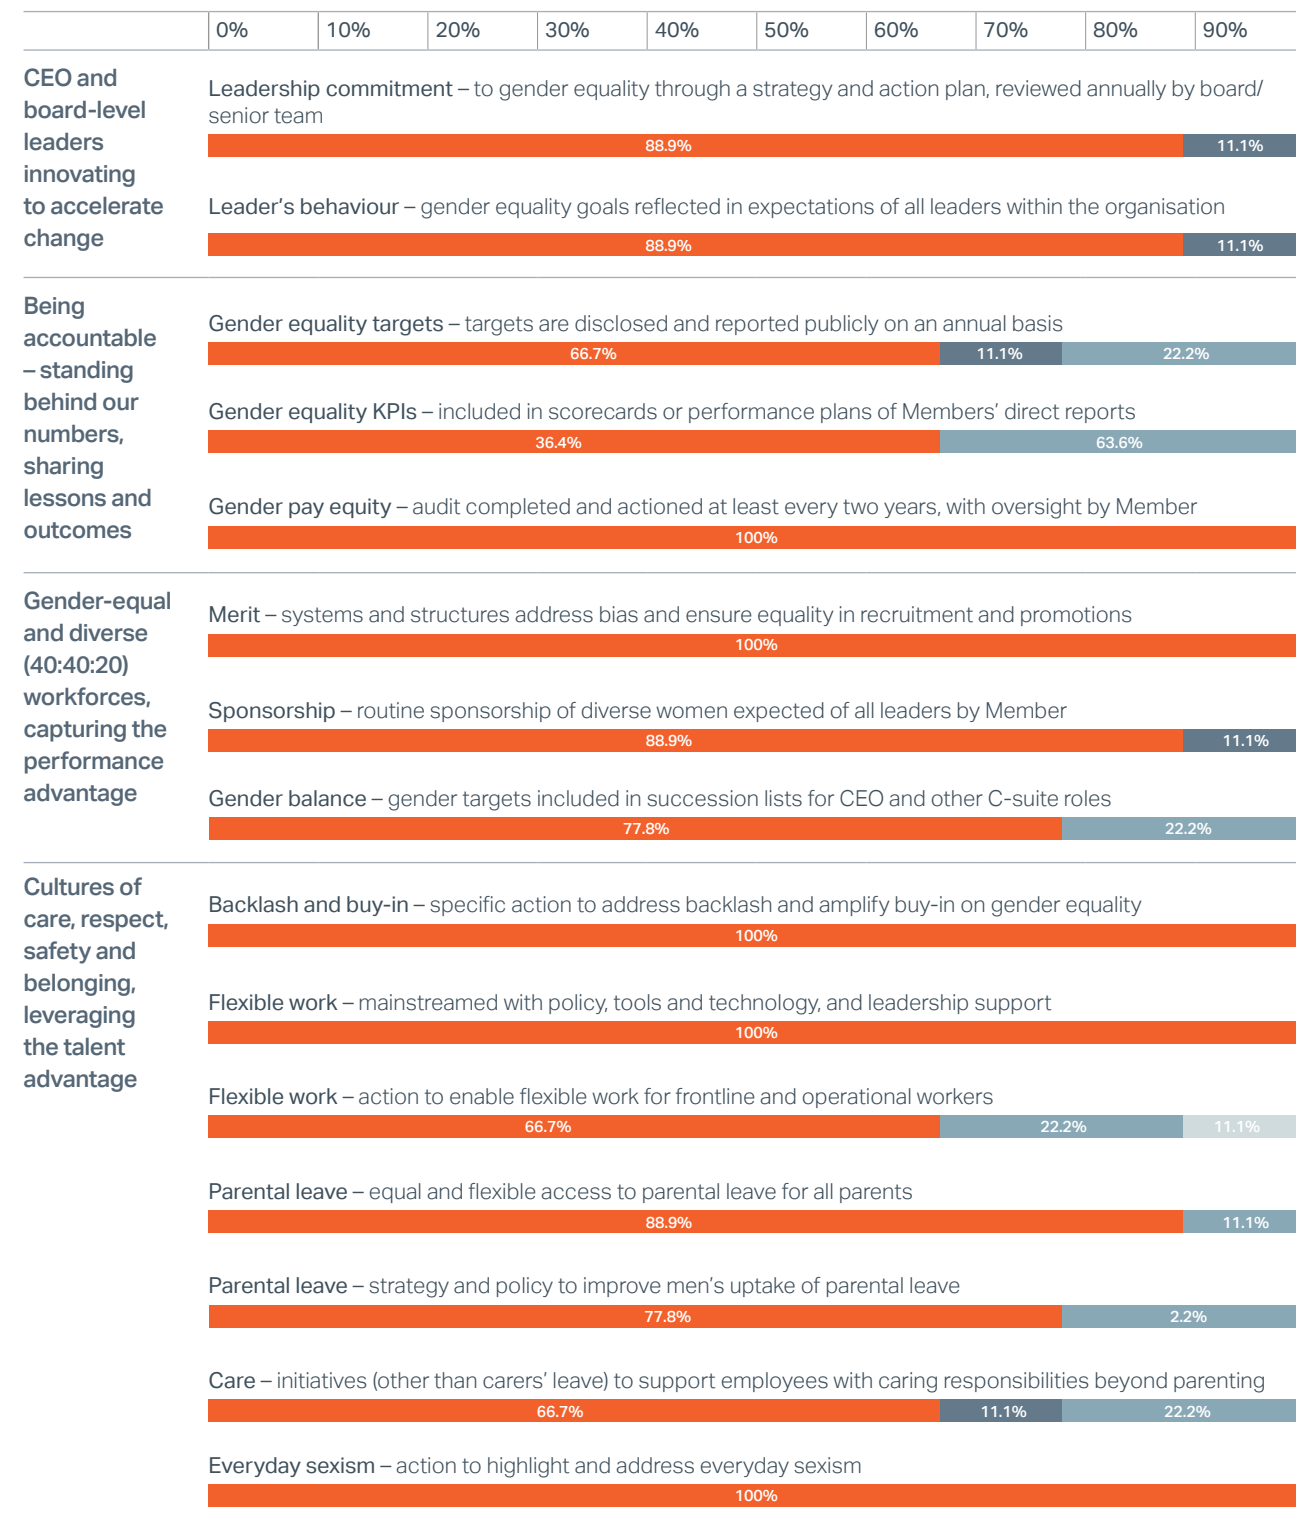 0% 10% 20% 30% 40% 50% 60% 70% 80% 90%
CEO and
board-level
leaders
innovating
to accelerate
change
Leadership commitment – to gender equality through a strategy and action plan, reviewed annually by board/
senior team
88.9% 11.1%
Leader’s behaviour – gender equality goals reflected in expectations of all leaders within the organisation
88.9% 11.1%
Being
accountable
– standing
behind our
numbers,
sharing
lessons and
outcomes
Gender equality targets – targets are disclosed and reported publicly on an annual basis
66.7% 11.1% 22.2%
Gender equality KPIs – included in scorecards or performance plans of Members’ direct reports
36.4% 63.6%
Gender pay equity – audit completed and actioned at least every two years, with oversight by Member
100%
Gender-equal
and diverse
(40:40:20)
workforces,
capturing the
performance
advantage
Merit – systems and structures address bias and ensure equality in recruitment and promotions
100%
Sponsorship – routine sponsorship of diverse women expected of all leaders by Member
88.9% 11.1%
Gender balance – gender targets included in succession lists for CEO and other C-suite roles
77.8% 22.2%
Cultures of
care, respect,
safety and
belonging,
leveraging
the talent
advantage
Backlash and buy-in – specific action to address backlash and amplify buy-in on gender equality
100%
Flexible work – mainstreamed with policy, tools and technology, and leadership support
100%
Flexible work – action to enable flexible work for frontline and operational workers
66.7% 22.2% 11.1%
Parental leave – equal and flexible access to parental leave for all parents
88.9% 11.1%
Parental leave – strategy and policy to improve men’s uptake of parental leave
77.8% 2.2%
Care – initiatives (other than carers’ leave) to support employees with caring responsibilities beyond parenting
66.7% 11.1% 22.2%
Everyday sexism – action to highlight and address everyday sexism
100%